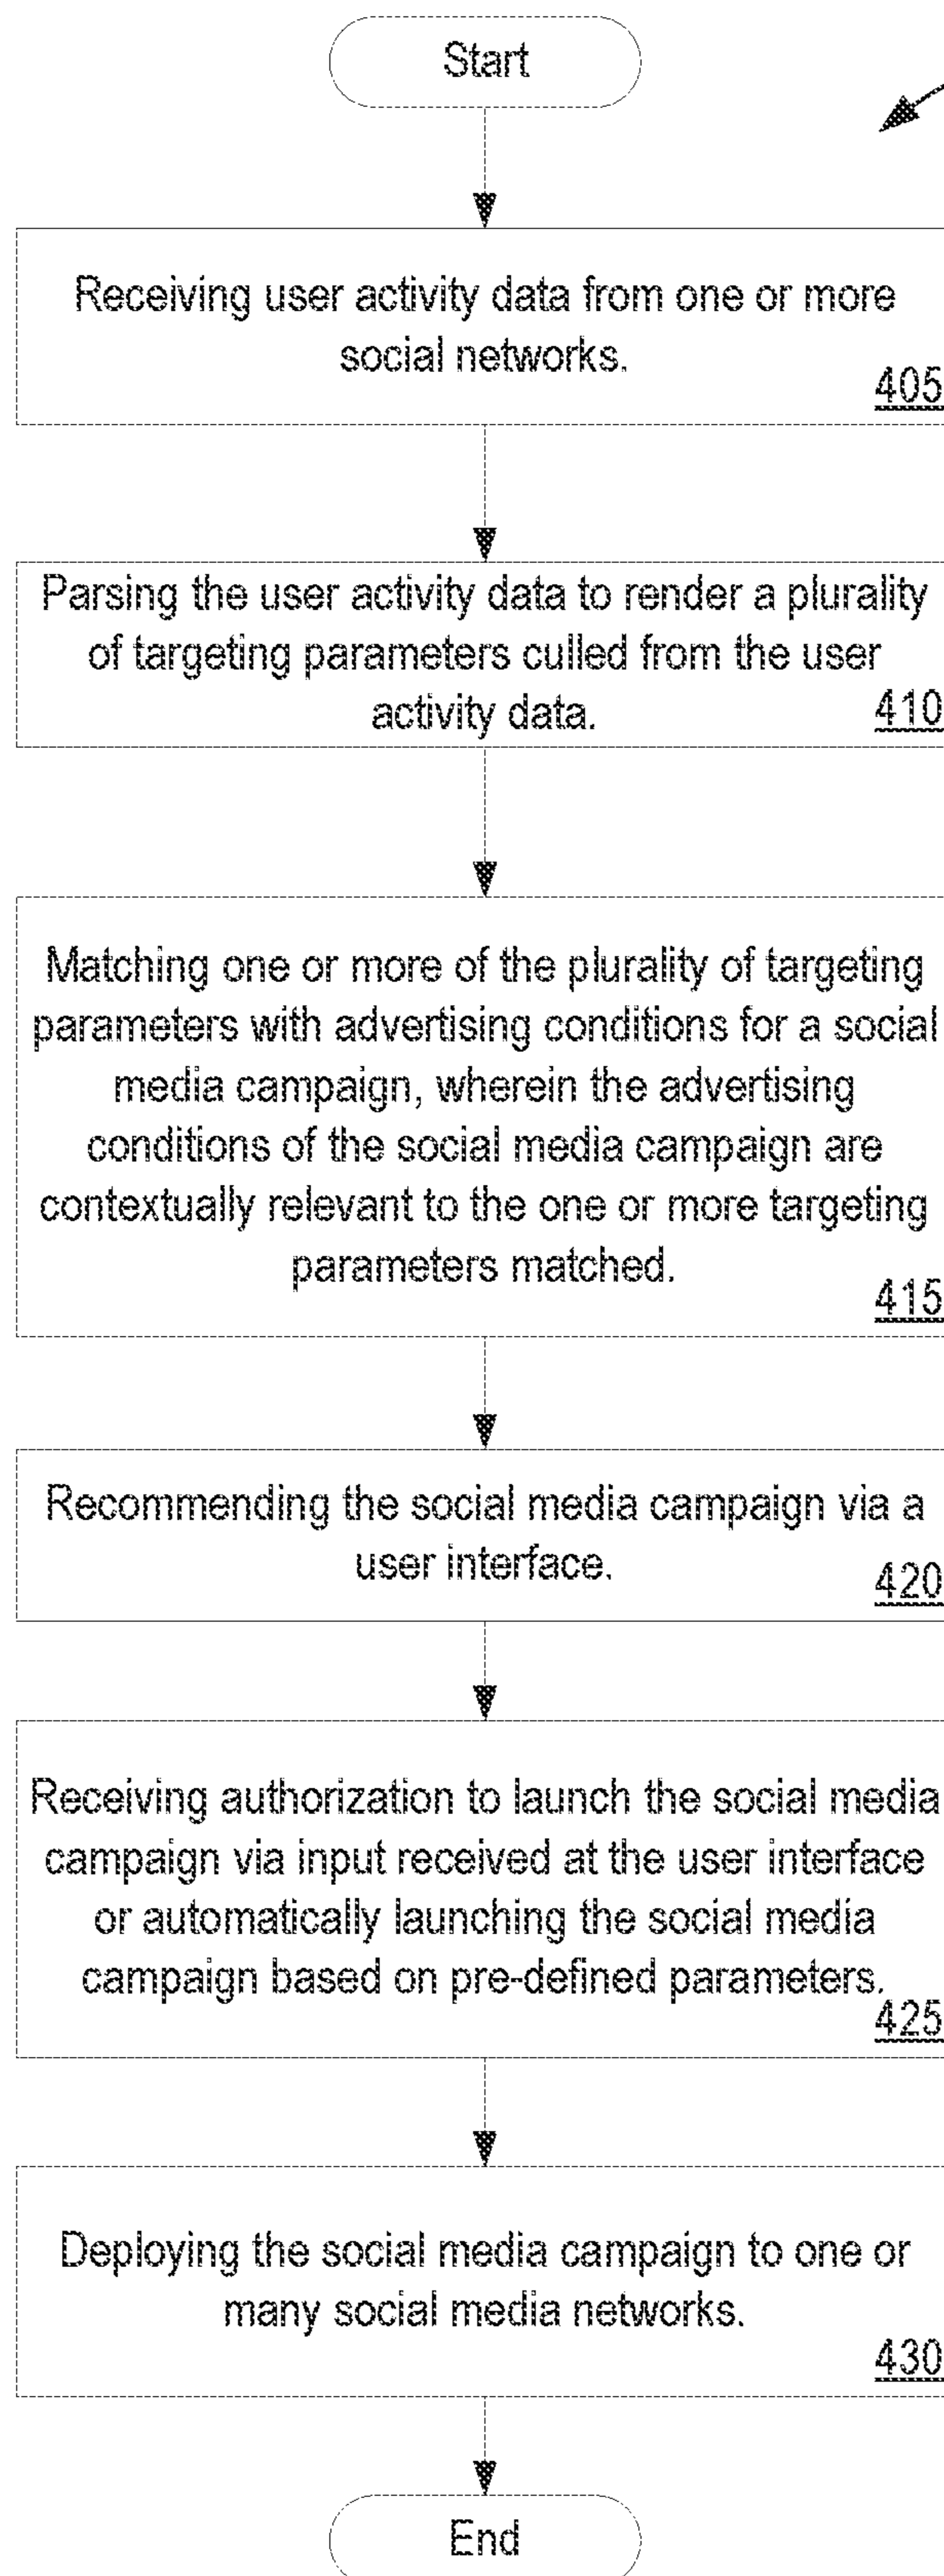 Start
Receiving user activity data from one or more
social networks.
405
Parsing the user activity data to render a plurality
of targeting parameters culled from the user
activity data.
410
Matching one or more of the plurality of targeting
parameters with advertising conditions for a social
media campaign, wherein the advertising
conditions of the social media campaign are
contextually relevant to the one or more targeting
parameters matched.
415
Recommending the social media campaign via a
user interface.
420
Receiving authorization to launch the social media
campaign via input received at the user interface
or automatically launching the social media
campaign based on pre-defined parameters.
425
Deploying the social media campaign to one or
many social media networks.
430
End